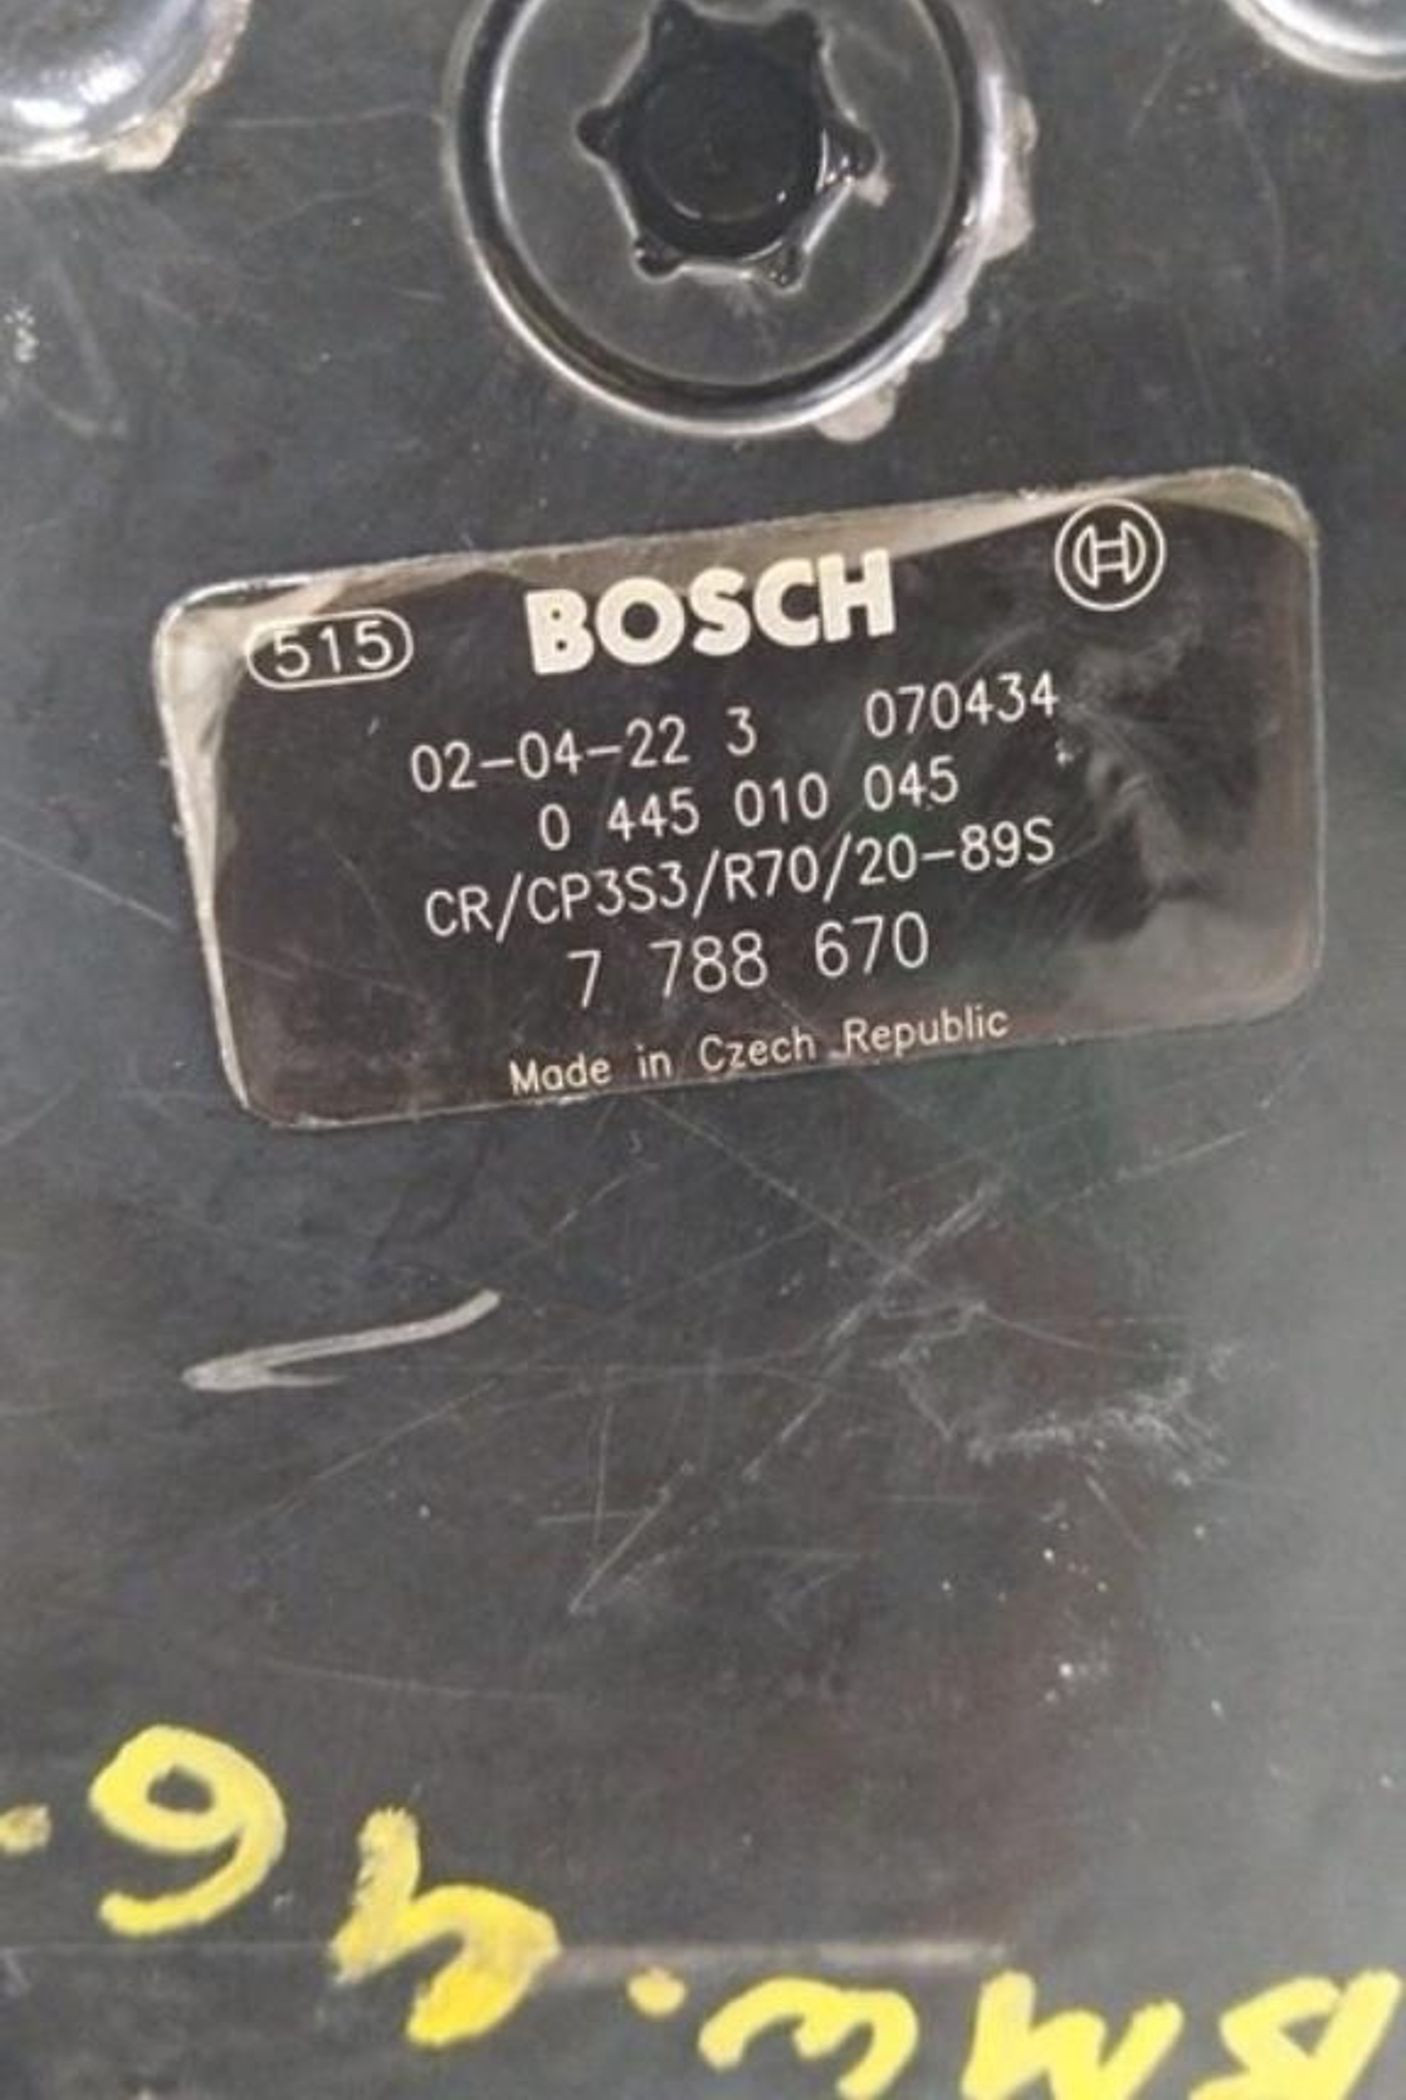 515 BOSCH
02-04-22 3 070434
0 445 010 045
CR/CP3S3/R70/20-89S
7 788 670
Made in Czech Republic
BMW